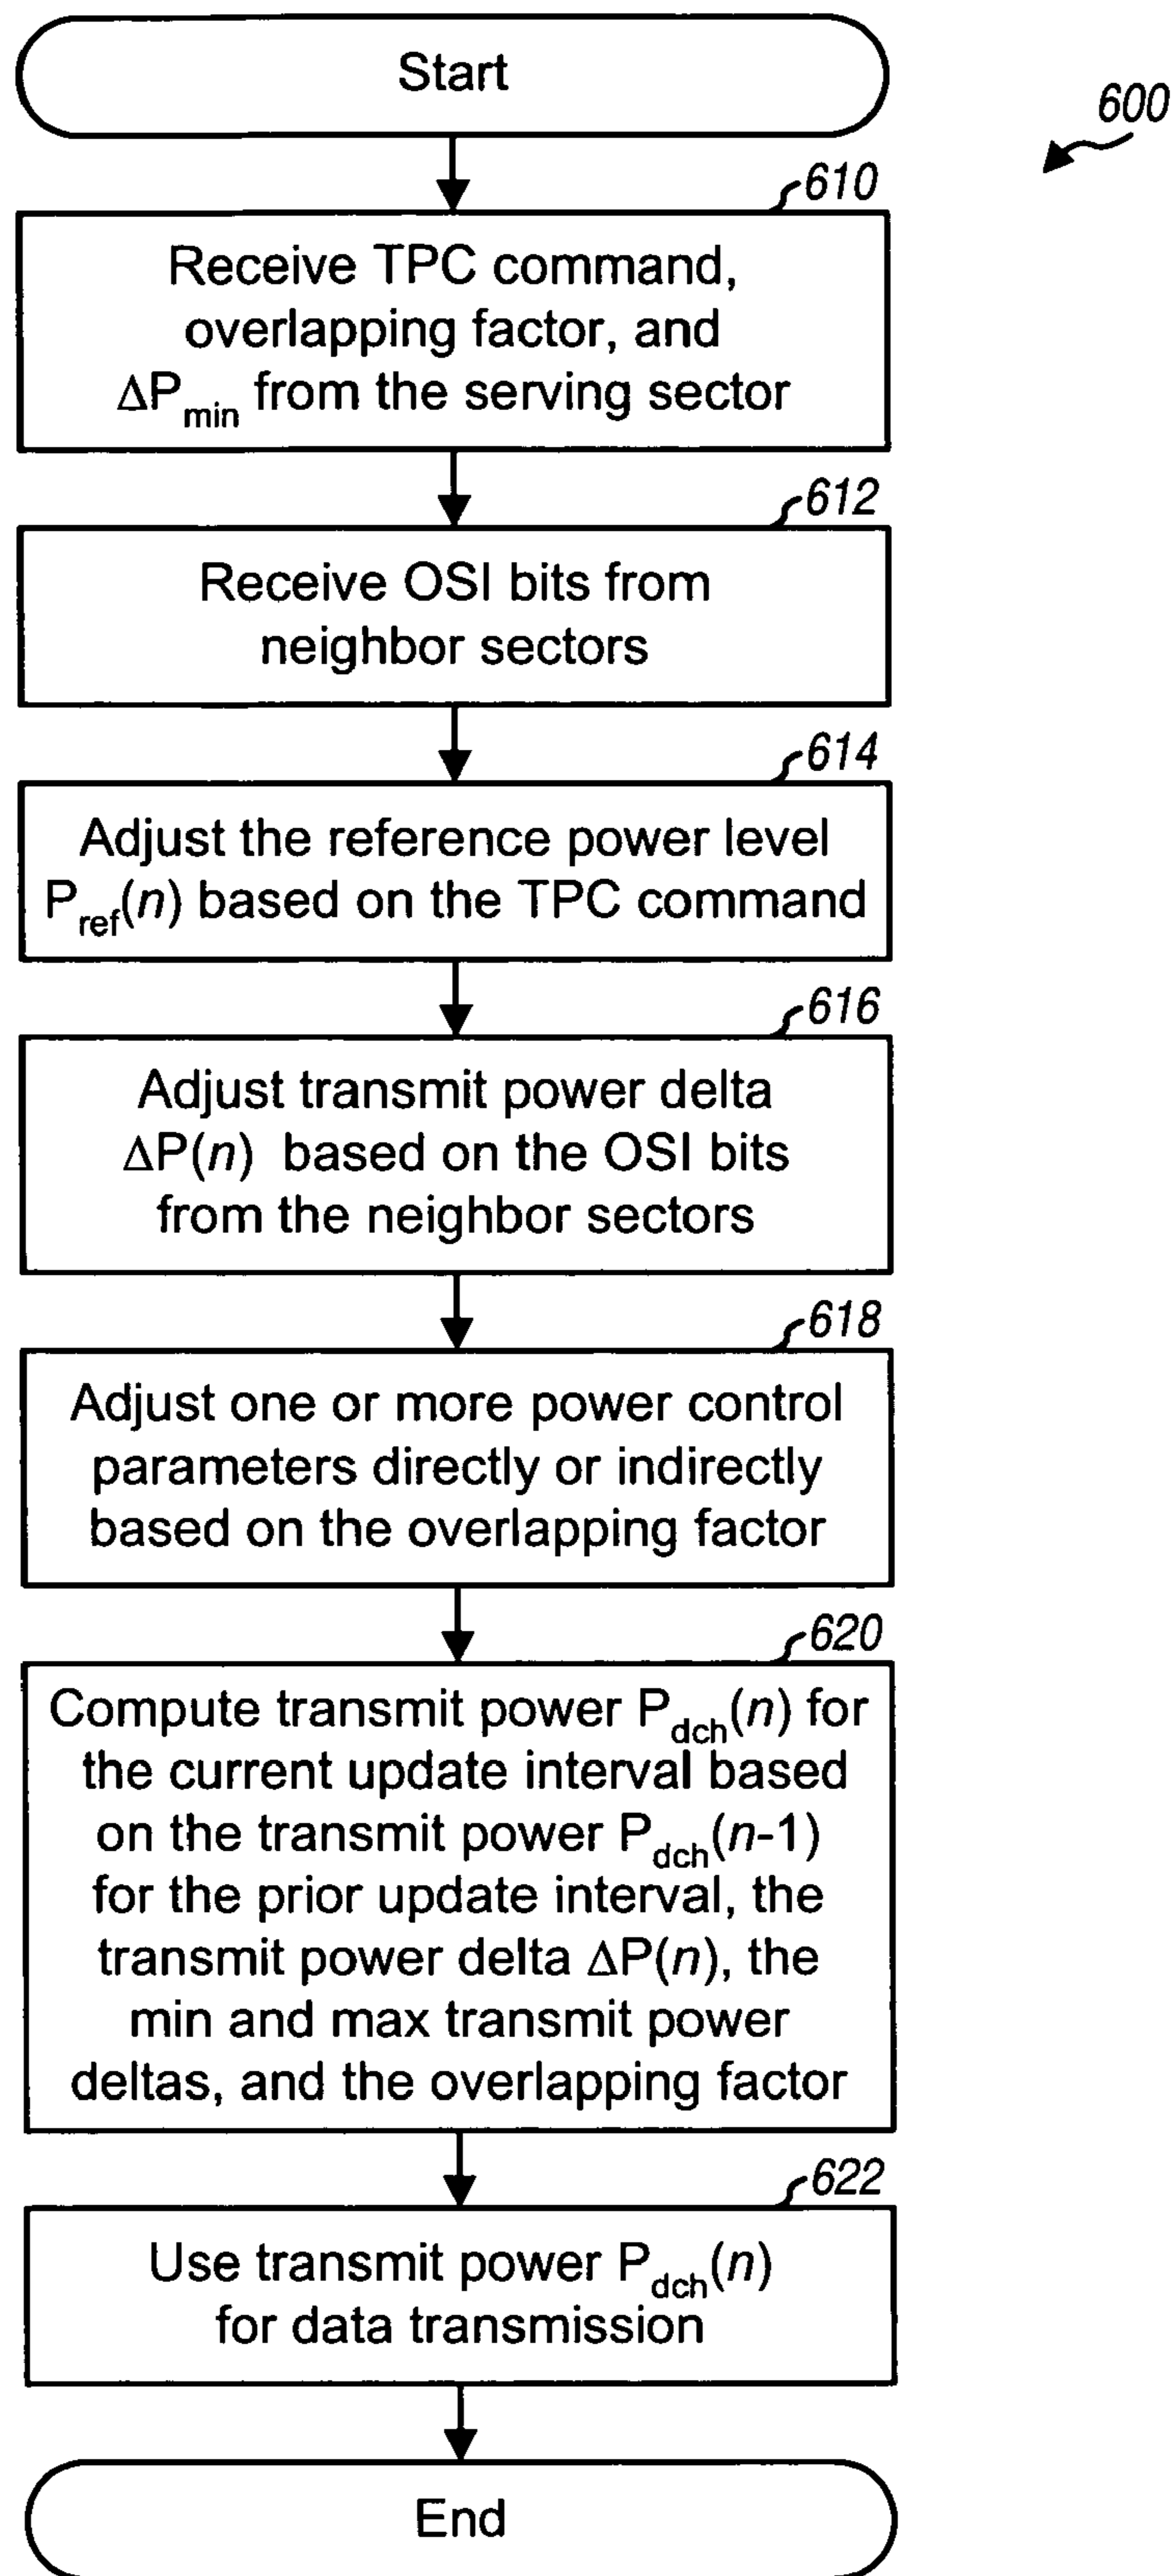 Start
600
610
Receive TPC command,
overlapping factor, and
ΔPmin from the serving sector
612
Receive OSI bits from
neighbor sectors
614
Adjust the reference power level
Pref(n) based on the TPC command
616
Adjust transmit power delta
ΔP(n) based on the OSI bits
from the neighbor sectors
618
Adjust one or more power control
parameters directly or indirectly
based on the overlapping factor
620
Compute transmit power Pdch(n) for
the current update interval based
on the transmit power Pdch(n-1)
for the prior update interval, the
transmit power delta ΔP(n), the
min and max transmit power
deltas, and the overlapping factor
622
Use transmit power Pdch(n)
for data transmission
End